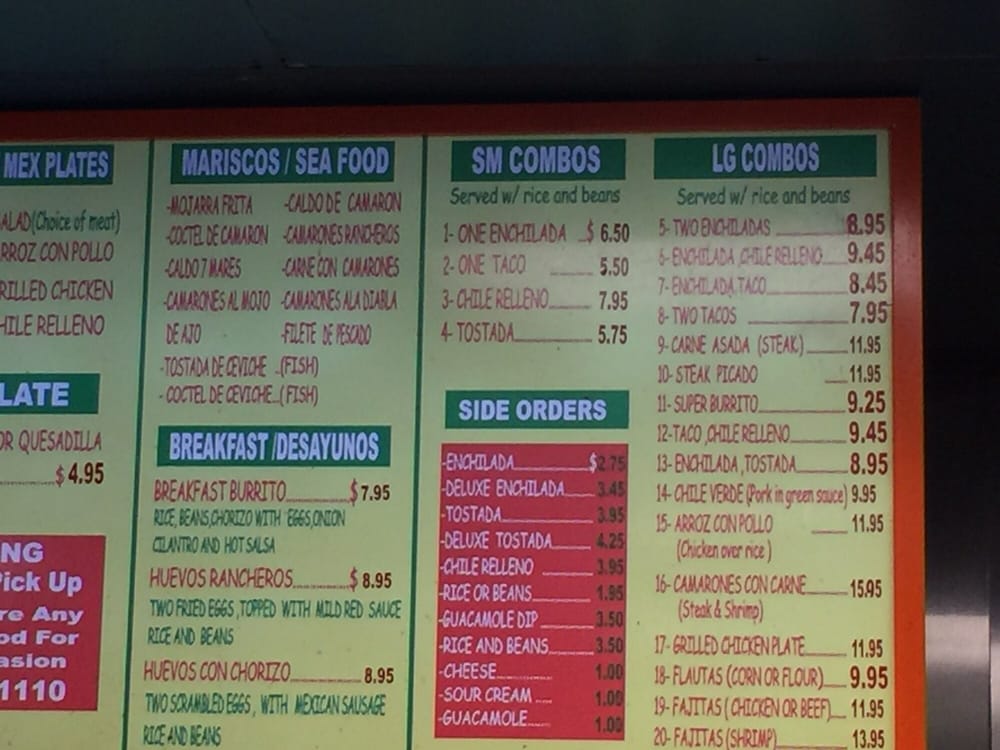 MEX PLATES
ALAD (Choice of meat)
RROZ CON POLLO
RILLED CHICKEN
HILE RELLENO
LATE
OR QUESADILLA
$4.95
NG
Pick Up
re Any
od For
asion
1110
MARISCOS / SEA FOOD
-MOJARRA FRITA
-COCTEL DE CAMARON
-CALDO 7 MARES
-CAMARONES AL MOJO
DE AJO
-TOSTADA DE CEVICHE ..(FISH)
- COCTEL DE CEVICHE...(FISH)
-CALDO DE CAMARON
-CAMARONES RANCHEROS
-CARNE CON CAMARONES
-CAMARONES ALA DIABLA
-FILETE DE PESCADO
BREAKFAST /DESAYUNOS
BREAKFAST BURRITO $7.95
RICE, BEANS,CHORIZO WITH EGGS,ONION
CILANTRO AND HOT SALSA
HUEVOS RANCHEROS $8.95
TWO FRIED EGGS ,TOPPED WITH MILD RED SAUCE
RICE AND BEANS
HUEVOS CON CHORIZO 8.95
TWO SCRAMBLED EGGS , WITH MEXICAN SAUSAGE
RICE AND BEANS
SM COMBOS
Served w/ rice and beans
1- ONE ENCHILADA $ 6.50
2- ONE TACO 5.50
3- CHILE RELLENO 7.95
4- TOSTADA 5.75
SIDE ORDERS
-ENCHILADA $2.75
-DELUXE ENCHILADA 3.45
-TOSTADA 3.95
-DELUXE TOSTADA 4.25
-CHILE RELLENO 3.95
-RICE OR BEANS 1.95
-GUACAMOLE DIP 3.50
-RICE AND BEANS 3.50
-CHEESE 1.00
-SOUR CREAM 1.00
-GUACAMOLE 1.00
LG COMBOS
Served w/ rice and beans
5- TWO ENCHILADAS 8.95
6- ENCHILADA ,CHILE RELLENO 9.45
7- ENCHILADA,TACO 8.45
8- TWO TACOS 7.95
9- CARNE ASADA (STEAK) 11.95
10- STEAK PICADO 11.95
11- SUPER BURRITO 9.25
12-TACO ,CHILE RELLENO 9.45
13- ENCHILADA ,TOSTADA 8.95
14- CHILE VERDE (Pork in green sauce) 9.95
15- ARROZ CON POLLO 11.95
(Chicken over rice )
16- CAMARONES CON CARNE 15.95
(Steak & Shrimp)
17- GRILLED CHICKEN PLATE 11.95
18- FLAUTAS (CORN OR FLOUR) 9.95
19- FAJITAS ( CHICKEN OR BEEF) 11.95
20- FAJITAS (SHRIMP) 13.95